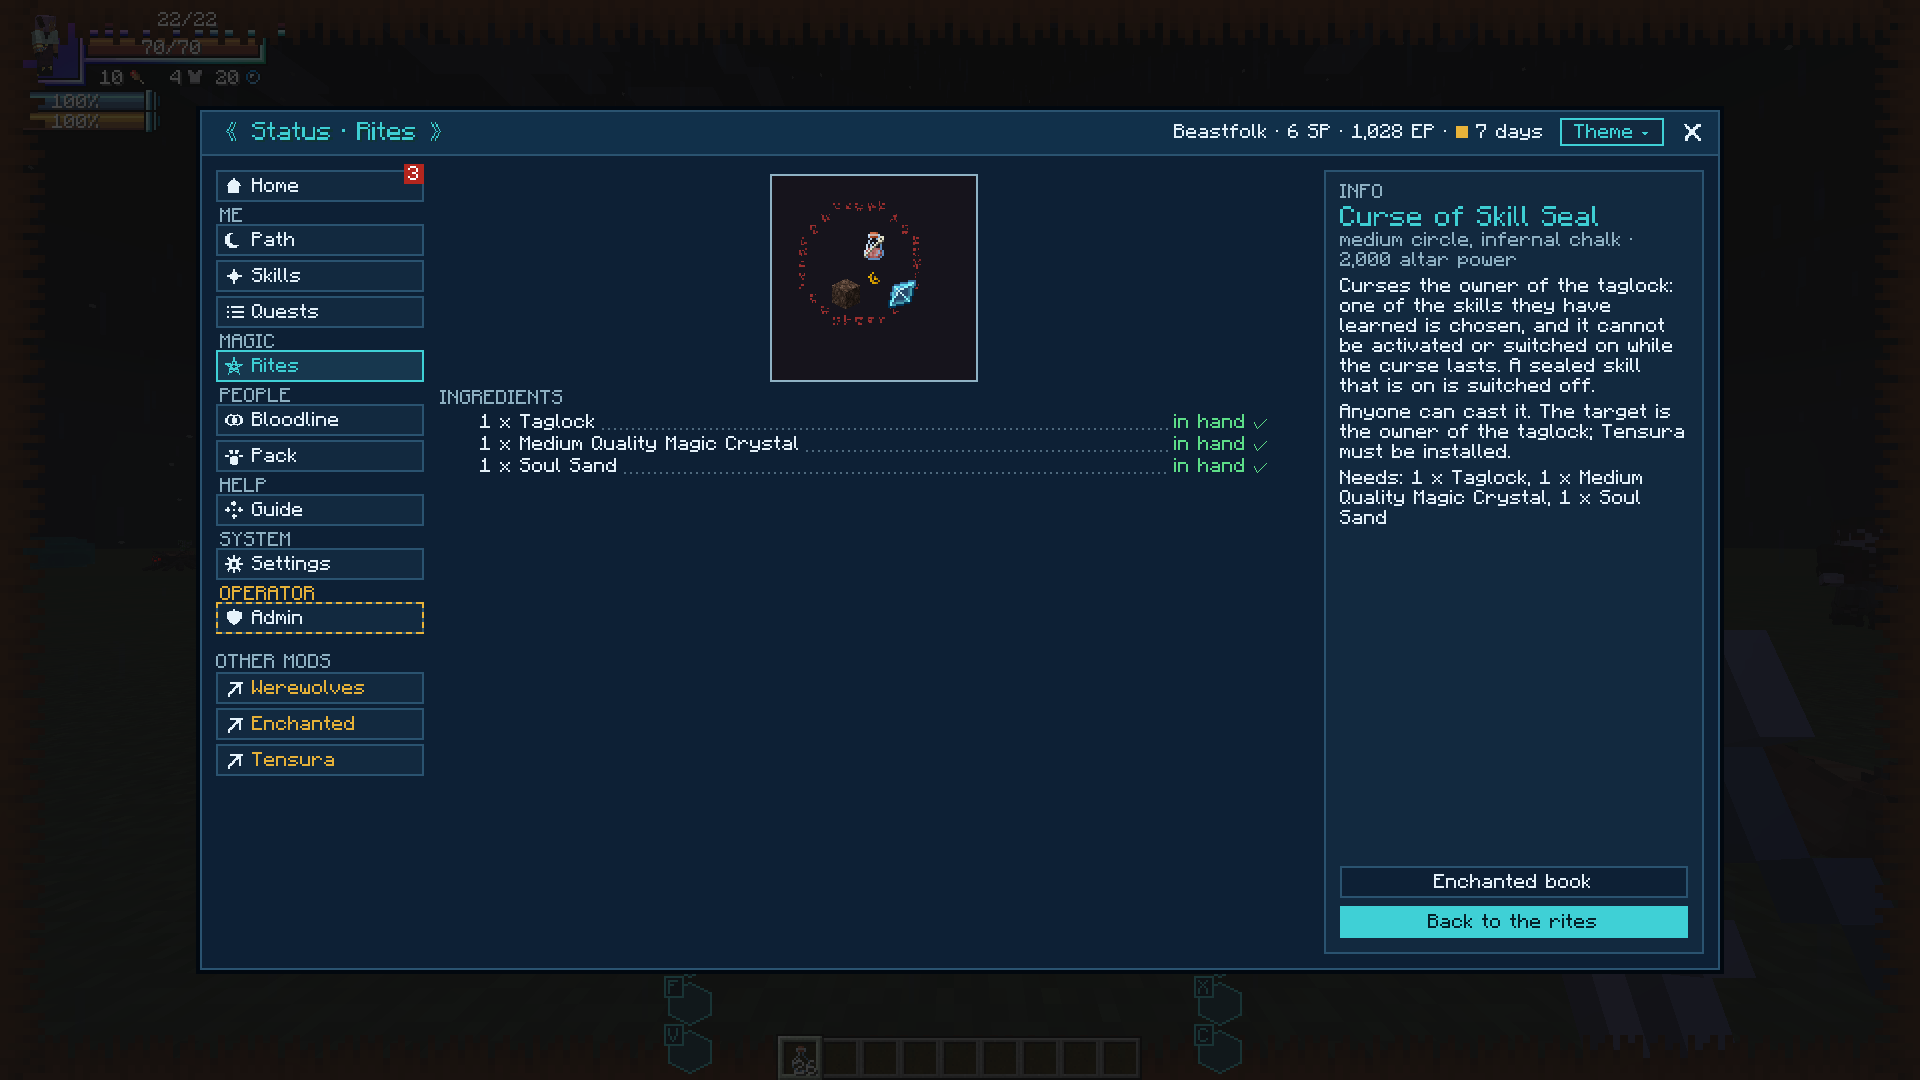 22/22
70/70
10 4 20
100%
100%
《 Status · Rites 》
Beastfolk · 6 SP · 1,028 EP · 7 days
Theme
Home
3
ME
Path
Skills
Quests
MAGIC
Rites
PEOPLE
Bloodline
Pack
HELP
Guide
SYSTEM
Settings
OPERATOR
Admin
OTHER MODS
Werewolves
Enchanted
Tensura
INGREDIENTS
1 x Taglock in hand ✓
1 x Medium Quality Magic Crystal in hand ✓
1 x Soul Sand in hand ✓
INFO
Curse of Skill Seal
medium circle, infernal chalk ·
2,000 altar power
Curses the owner of the taglock:
one of the skills they have
learned is chosen, and it cannot
be activated or switched on while
the curse lasts. A sealed skill
that is on is switched off.
Anyone can cast it. The target is
the owner of the taglock; Tensura
must be installed.
Needs: 1 x Taglock, 1 x Medium
Quality Magic Crystal, 1 x Soul
Sand
Enchanted book
Back to the rites
F
X
V
C
26